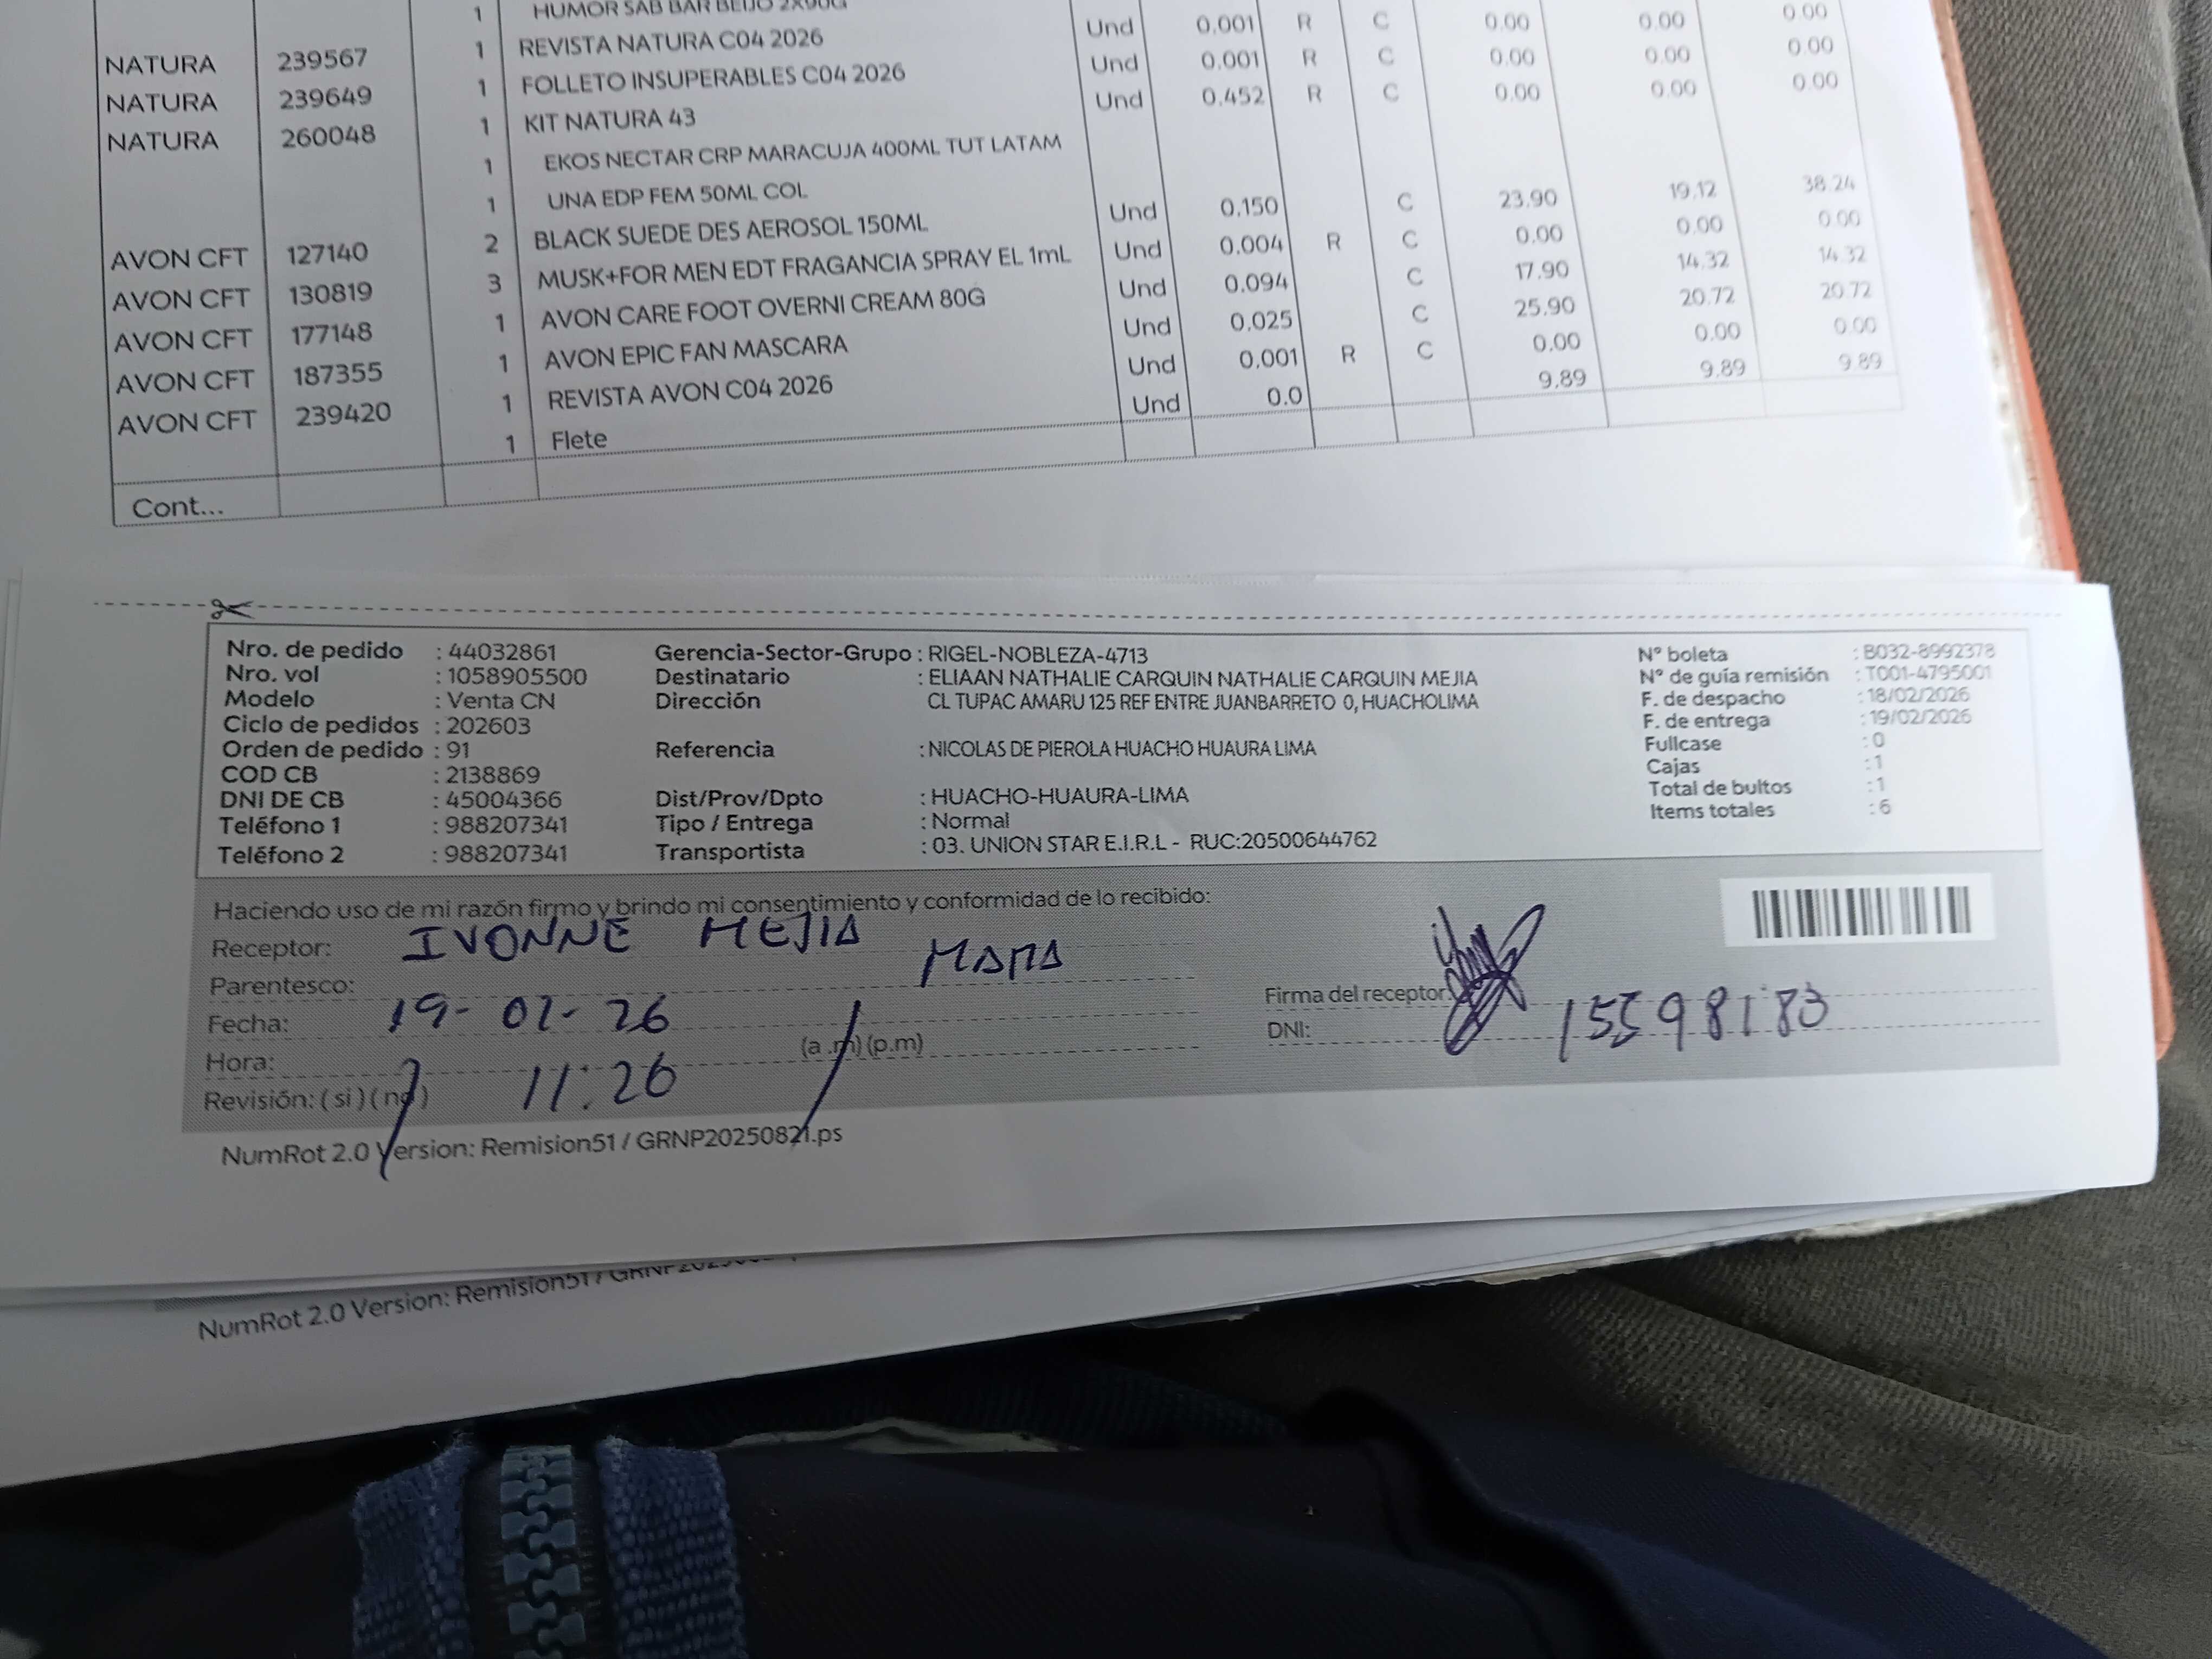 1 HUMOR SAB BAR BEIJO 2X90G
NATURA 239567 1 REVISTA NATURA C04 2026 Und 0.001 R C 0.00 0.00 0.00
NATURA 239649 1 FOLLETO INSUPERABLES C04 2026 Und 0.001 R C 0.00 0.00 0.00
NATURA 260048 1 KIT NATURA 43 Und 0.452 R C 0.00 0.00 0.00
1 EKOS NECTAR CRP MARACUJA 400ML TUT LATAM
1 UNA EDP FEM 50ML COL
AVON CFT 127140 2 BLACK SUEDE DES AEROSOL 150ML Und 0.150 C 23.90 19.12 38.24
AVON CFT 130819 3 MUSK+FOR MEN EDT FRAGANCIA SPRAY EL 1mL Und 0.004 R C 0.00 0.00 0.00
AVON CFT 177148 1 AVON CARE FOOT OVERNI CREAM 80G Und 0.094 C 17.90 14.32 14.32
AVON CFT 187355 1 AVON EPIC FAN MASCARA Und 0.025 C 25.90 20.72 20.72
AVON CFT 239420 1 REVISTA AVON C04 2026 Und 0.001 R C 0.00 0.00 0.00
1 Flete Und 0.0 9.89 9.89 9.89
Cont...
Nro. de pedido : 44032861 Gerencia-Sector-Grupo : RIGEL-NOBLEZA-4713 N° boleta : B032-8992378
Nro. vol : 1058905500 Destinatario : ELIAAN NATHALIE CARQUIN NATHALIE CARQUIN MEJIA N° de guía remisión : T001-4795001
Modelo : Venta CN Dirección CL TUPAC AMARU 125 REF ENTRE JUANBARRETO 0, HUACHOLIMA F. de despacho : 18/02/2026
Ciclo de pedidos : 202603 F. de entrega : 19/02/2026
Orden de pedido : 91 Referencia : NICOLAS DE PIEROLA HUACHO HUAURA LIMA Fullcase : 0
COD CB : 2138869 Cajas : 1
DNI DE CB : 45004366 Dist/Prov/Dpto : HUACHO-HUAURA-LIMA Total de bultos : 1
Teléfono 1 : 988207341 Tipo / Entrega : Normal Items totales : 6
Teléfono 2 : 988207341 Transportista : 03. UNION STAR E.I.R.L - RUC:20500644762
Haciendo uso de mi razón firmo y brindo mi consentimiento y conformidad de lo recibido:
Receptor: IVONNE MEJIA
Parentesco: MAMA
Firma del receptor:
Fecha: 19-02-26
DNI: 15598183
Hora: 11:26 (a.m)(p.m)
Revisión: (si)(no)
NumRot 2.0 Version: Remision51 / GRNP20250821.ps
NumRot 2.0 Version: Remision51 /